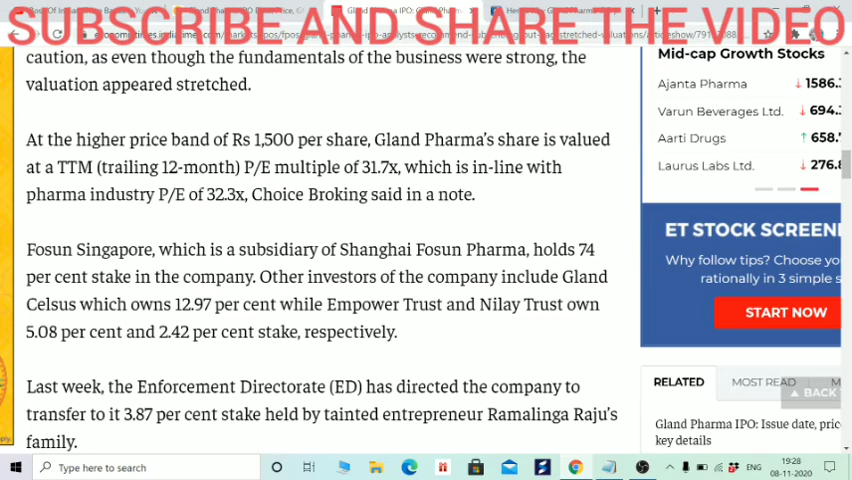 SUBSCRIBE AND SHARE THE VIDEO
caution, as even though the fundamentals of the business were strong, the
valuation appeared stretched.
At the higher price band of Rs 1,500 per share, Gland Pharma's share is valued
at a TTM (trailing 12-month) P/E multiple of 31.7x, which is in-line with
pharma industry P/E of 32.3x, Choice Broking said in a note.
Fosun Singapore, which is a subsidiary of Shanghai Fosun Pharma, holds 74
per cent stake in the company. Other investors of the company include Gland
Celsus which owns 12.97 per cent while Empower Trust and Nilay Trust own
5.08 per cent and 2.42 per cent stake, respectively.
Last week, the Enforcement Directorate (ED) has directed the company to
transfer to it 3.87 per cent stake held by tainted entrepreneur Ramalinga Raju's
family.
Mid-cap Growth Stocks
Ajanta Pharma ↓ 1586.
Varun Beverages Ltd. ↓ 694.
Aarti Drugs ↑ 658.
Laurus Labs Ltd. ↓ 276.
ET STOCK SCREEN
Why follow tips? Choose yo
rationally in 3 simple s
START NOW
RELATED MOST READ M
BACK
Gland Pharma IPO: Issue date, pric
key details
Type here to search
ENG
19:28
08-11-2020